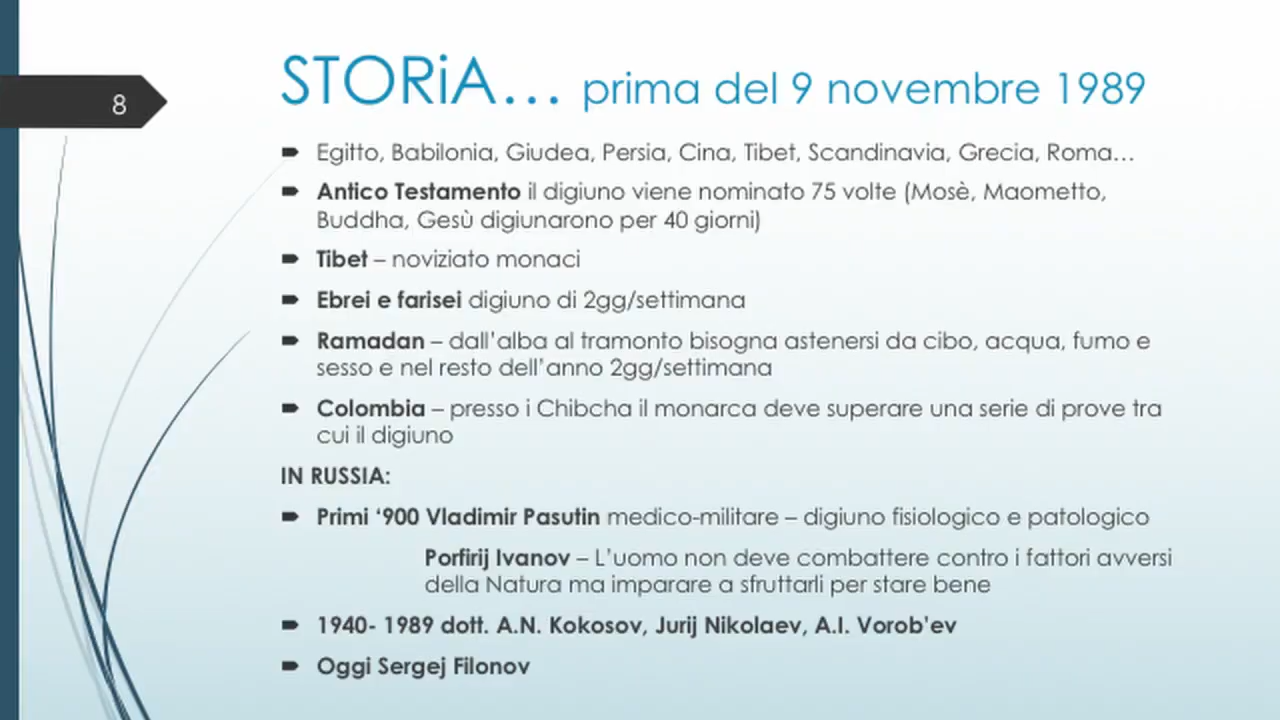 8
STORiA… prima del 9 novembre 1989
Egitto, Babilonia, Giudea, Persia, Cina, Tibet, Scandinavia, Grecia, Roma…
Antico Testamento il digiuno viene nominato 75 volte (Mosè, Maometto,
Buddha, Gesù digiunarono per 40 giorni)
Tibet – noviziato monaci
Ebrei e farisei digiuno di 2gg/settimana
Ramadan – dall’alba al tramonto bisogna astenersi da cibo, acqua, fumo e
sesso e nel resto dell’anno 2gg/settimana
Colombia – presso i Chibcha il monarca deve superare una serie di prove tra
cui il digiuno
IN RUSSIA:
Primi ‘900 Vladimir Pasutin medico-militare – digiuno fisiologico e patologico
Porfirij Ivanov – L’uomo non deve combattere contro i fattori avversi
della Natura ma imparare a sfruttarli per stare bene
1940- 1989 dott. A.N. Kokosov, Jurij Nikolaev, A.I. Vorob’ev
Oggi Sergej Filonov